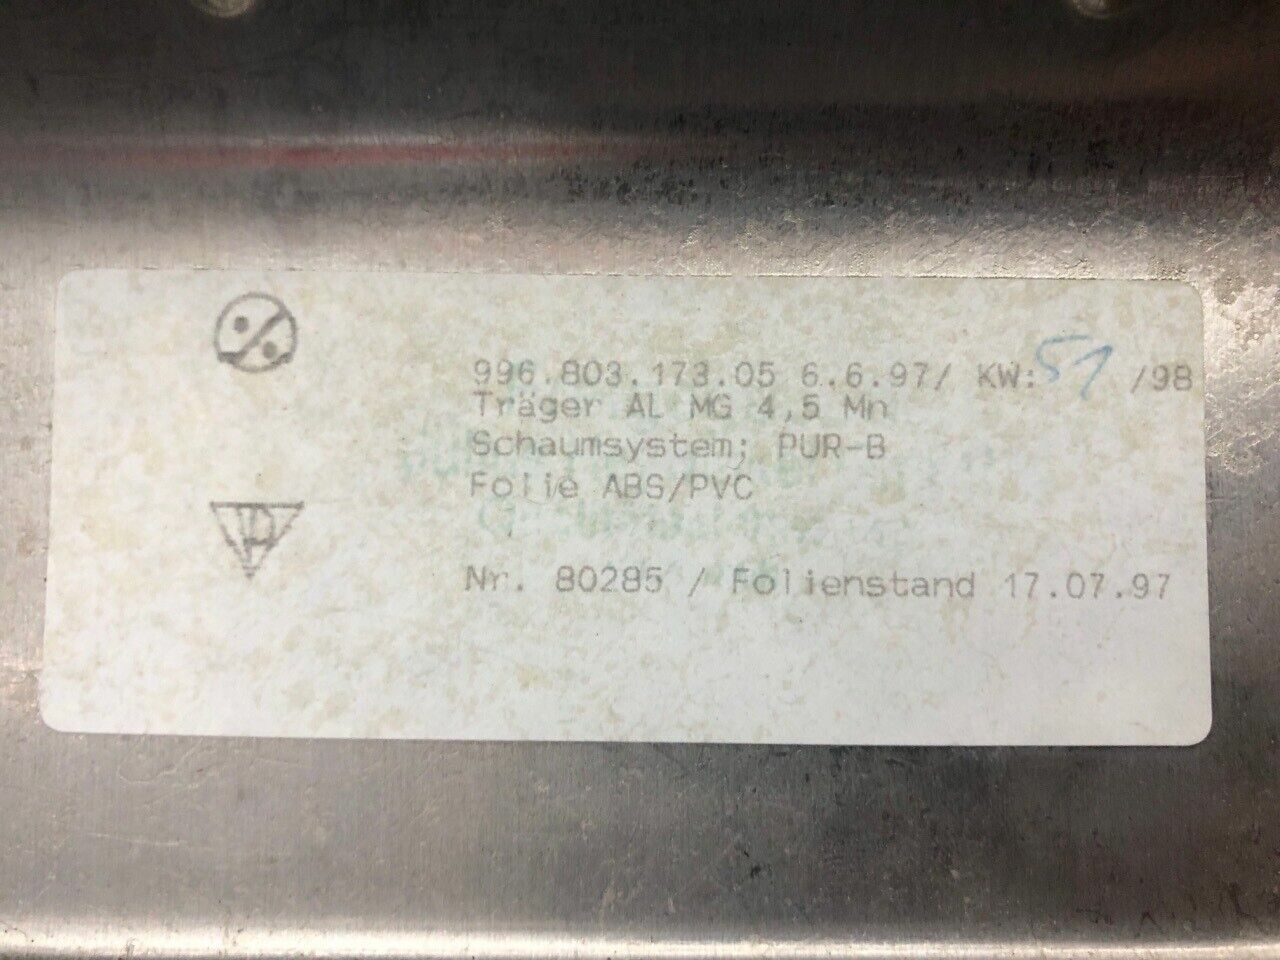 996.803.173.05 6.6.97/ KW: 51 /98
Träger AL MG 4,5 Mn
Schaumsystem; PUR-B
Folie ABS/PVC
Nr. 80285 / Folienstand 17.07.97